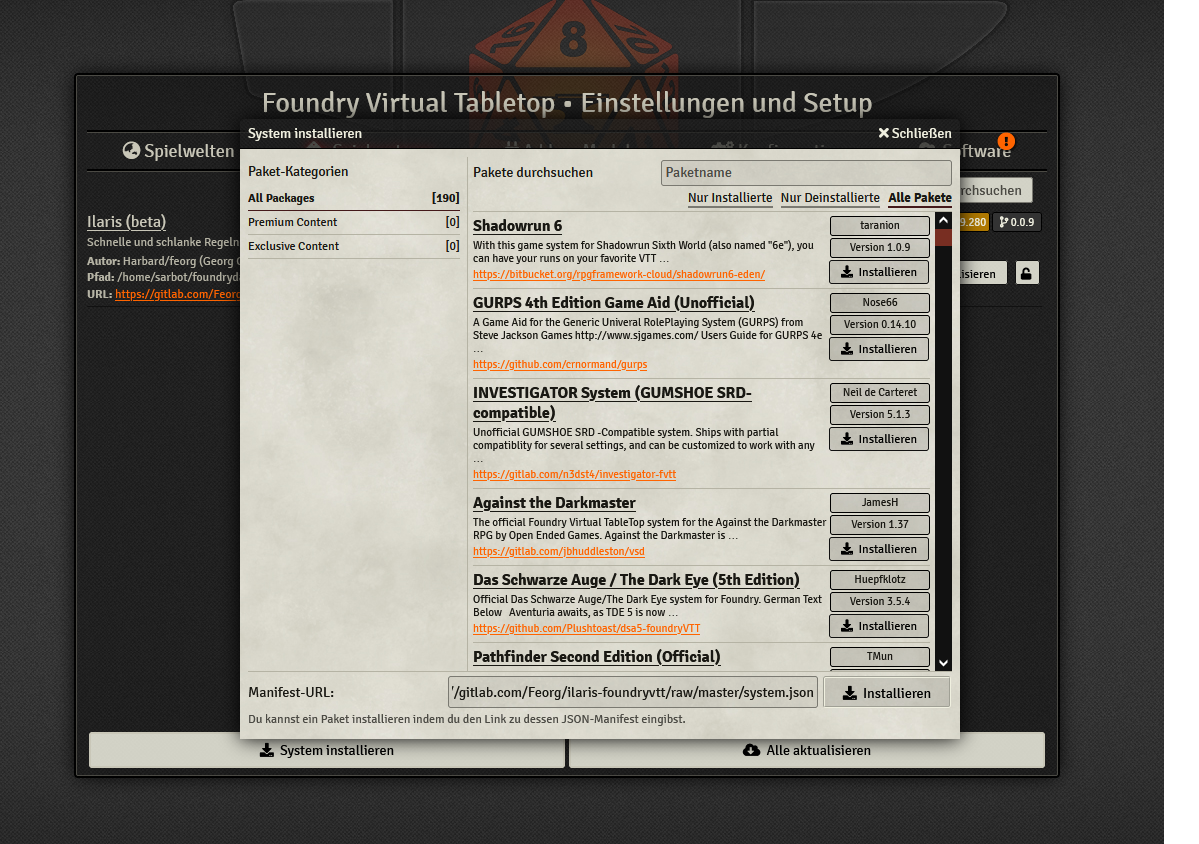 8
Foundry Virtual Tabletop • Einstellungen und Setup
System installieren
Schließen
Spielwelten
ftware
Paket-Kategorien
Pakete durchsuchen
Paketname
rchsuchen
All Packages [190]
Nur Installierte Nur Deinstallierte Alle Pakete
Premium Content [0]
Exclusive Content [0]
Ilaris (beta)
9.280 0.0.9
Schnelle und schlanke Regeln
Autor: Harbard/feorg (Georg
Pfad: /home/sarbot/foundryd
isieren
URL: https://gitlab.com/Feorg
Shadowrun 6
taranion
With this game system for Shadowrun Sixth World (also named "6e"), you
can have your runs on your favorite VTT ...
Version 1.0.9
https://bitbucket.org/rpgframework-cloud/shadowrun6-eden/
Installieren
GURPS 4th Edition Game Aid (Unofficial)
Nose66
A Game Aid for the Generic Univeral RolePlaying System (GURPS) from
Steve Jackson Games http://www.sjgames.com/ Users Guide for GURPS 4e
...
Version 0.14.10
Installieren
https://github.com/crnormand/gurps
INVESTIGATOR System (GUMSHOE SRD-
compatible)
Neil de Carteret
Version 5.1.3
Unofficial GUMSHOE SRD -Compatible system. Ships with partial
compatiblity for several settings, and can be customized to work with any
...
Installieren
https://gitlab.com/n3dst4/investigator-fvtt
Against the Darkmaster
JamesH
The official Foundry Virtual TableTop system for the Against the Darkmaster
RPG by Open Ended Games. Against the Darkmaster is ...
Version 1.37
https://gitlab.com/jbhuddleston/vsd
Installieren
Das Schwarze Auge / The Dark Eye (5th Edition)
Huepfklotz
Official Das Schwarze Auge/The Dark Eye system for Foundry. German Text
Below Aventuria awaits, as TDE 5 is now ...
Version 3.5.4
https://github.com/Plushtoast/dsa5-foundryVTT
Installieren
Pathfinder Second Edition (Official)
TMun
Manifest-URL:
'/gitlab.com/Feorg/ilaris-foundryvtt/raw/master/system.json
Installieren
Du kannst ein Paket installieren indem du den Link zu dessen JSON-Manifest eingibst.
System installieren
Alle aktualisieren